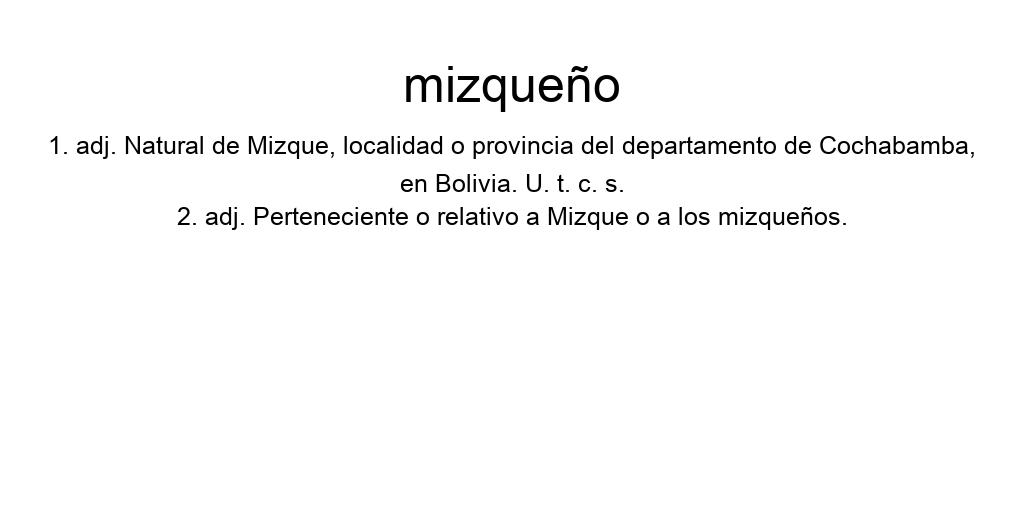 mizqueño
1. adj. Natural de Mizque, localidad o provincia del departamento de Cochabamba,
en Bolivia. U. t. c. s.
2. adj. Perteneciente o relativo a Mizque o a los mizqueños.